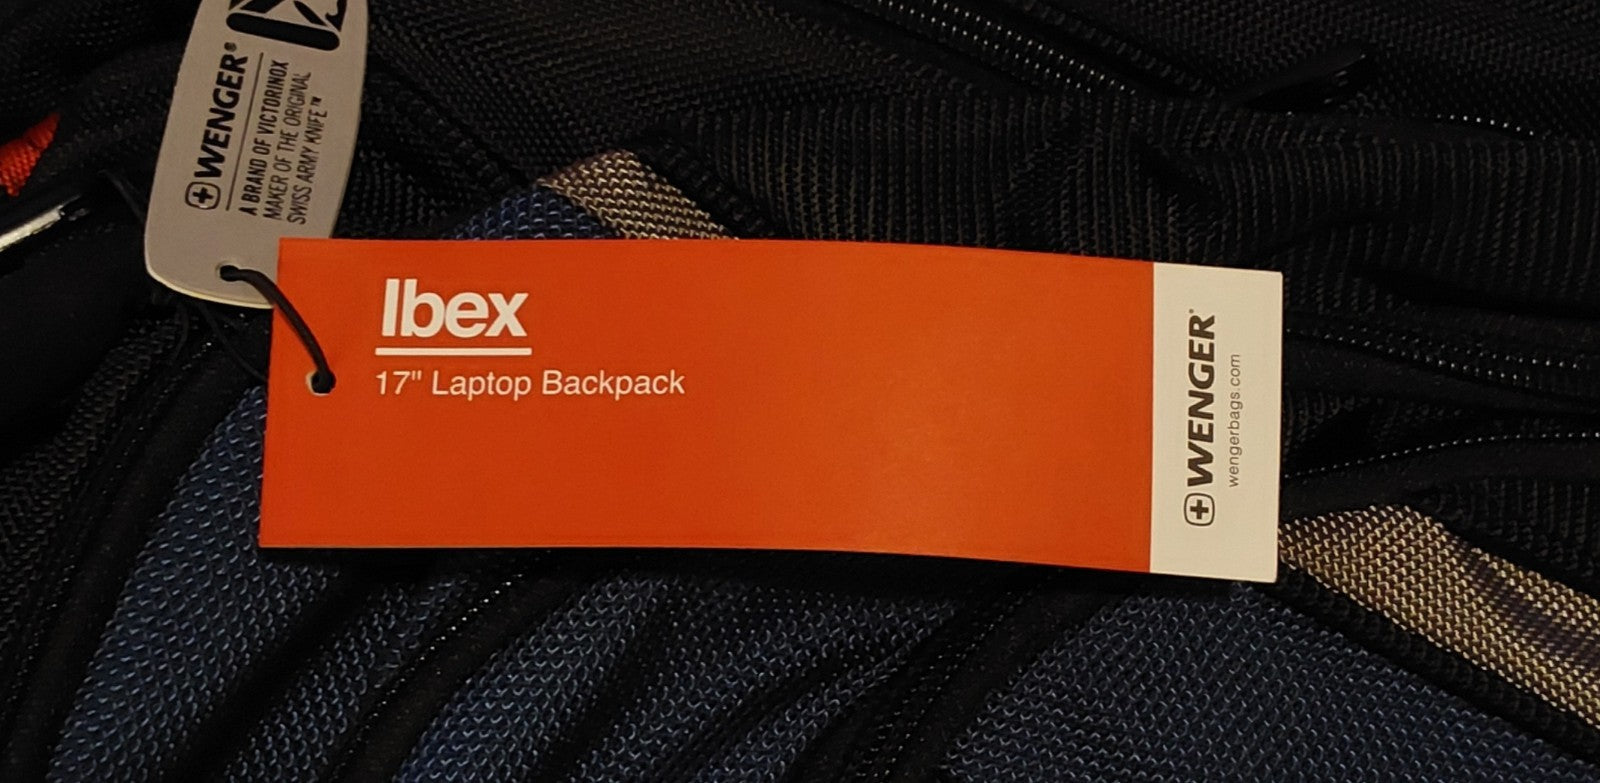 WENGER®
A BRAND OF VICTORINOX
MAKER OF THE ORIGINAL
SWISS ARMY KNIFE™
Ibex
17" Laptop Backpack
WENGER®
wengerbags.com